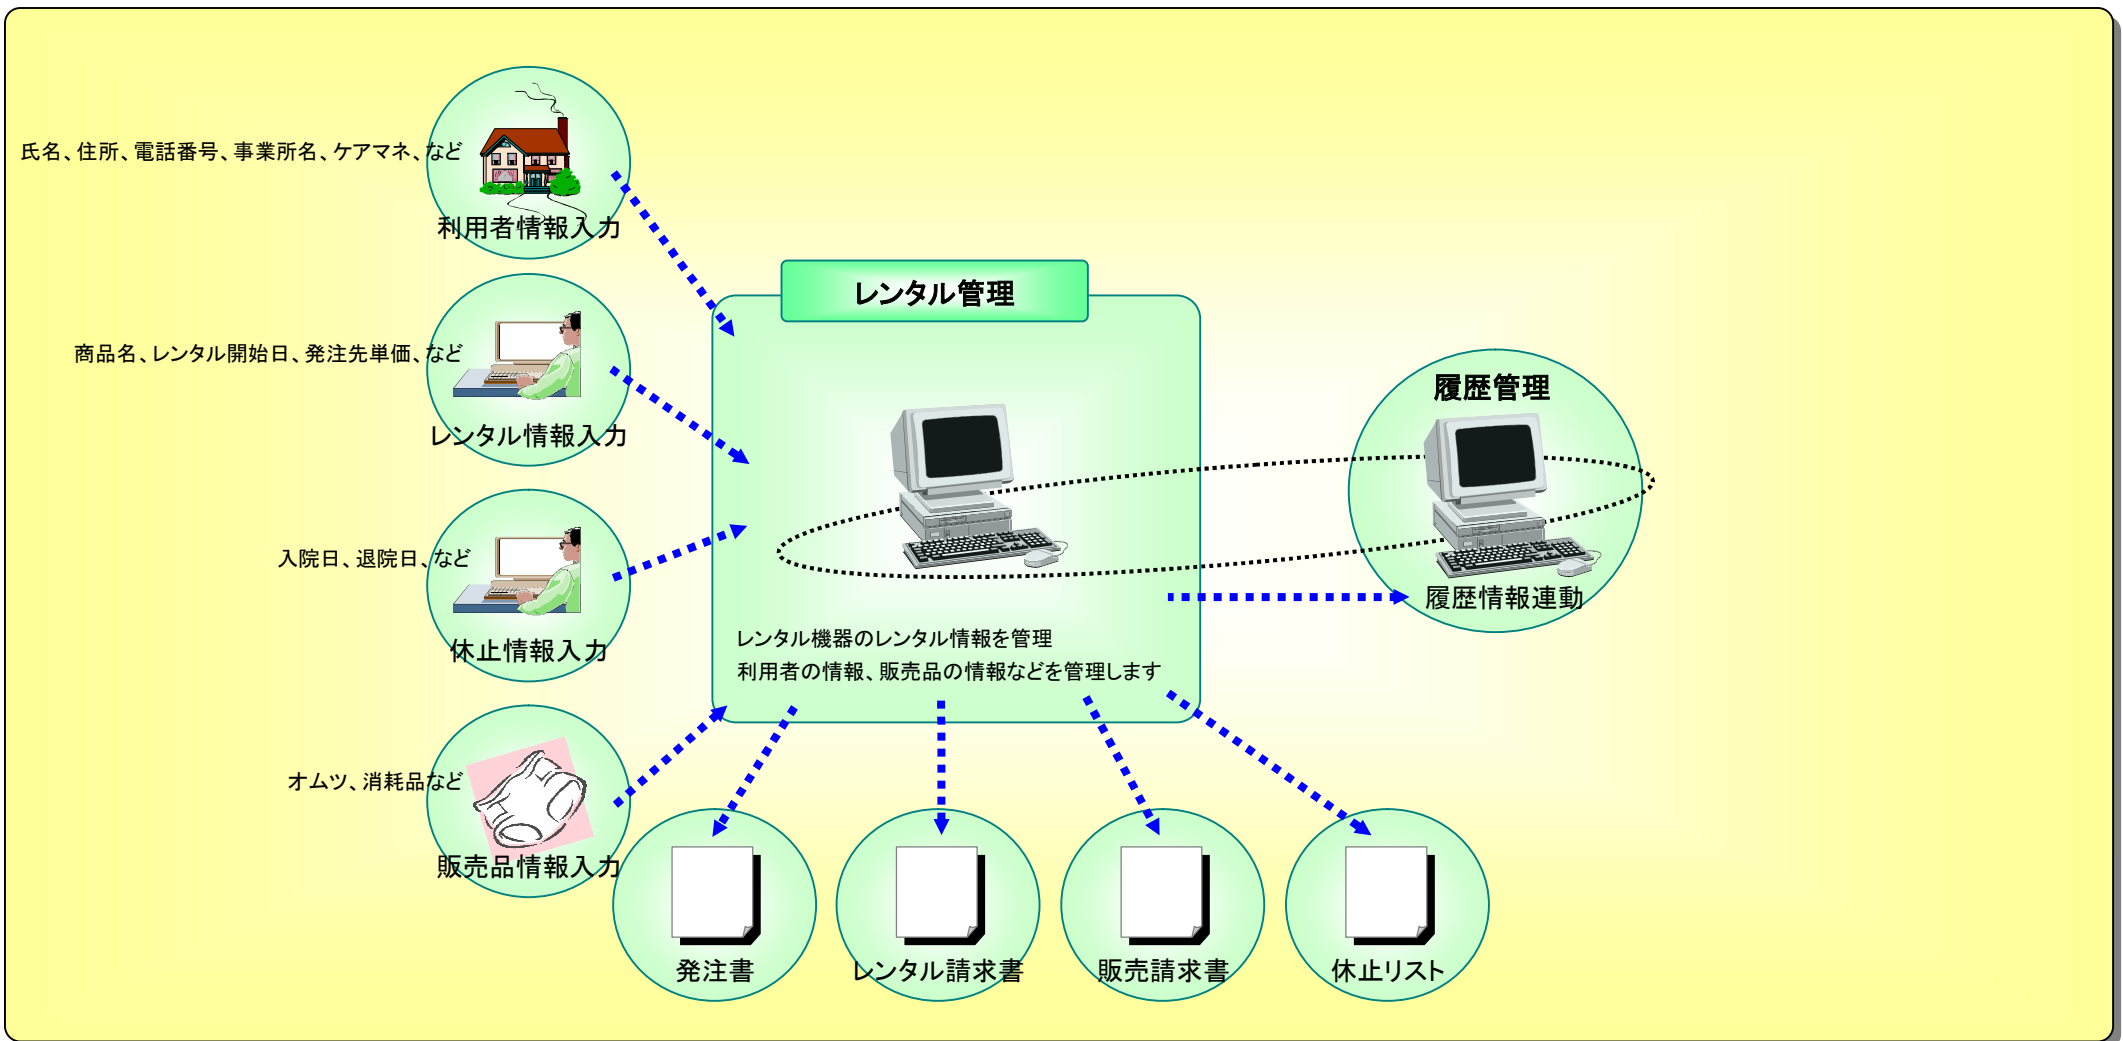 氏名、住所、電話番号、事業所名、ケアマネ、など
利用者情報入力
商品名、レンタル開始日、発注先単価、など
レンタル情報入力
入院日、退院日、など
休止情報入力
オムツ、消耗品など
販売品情報入力
レンタル管理
レンタル機器のレンタル情報を管理
利用者の情報、販売品の情報などを管理します
履歴管理
履歴情報連動
発注書
レンタル請求書
販売請求書
休止リスト